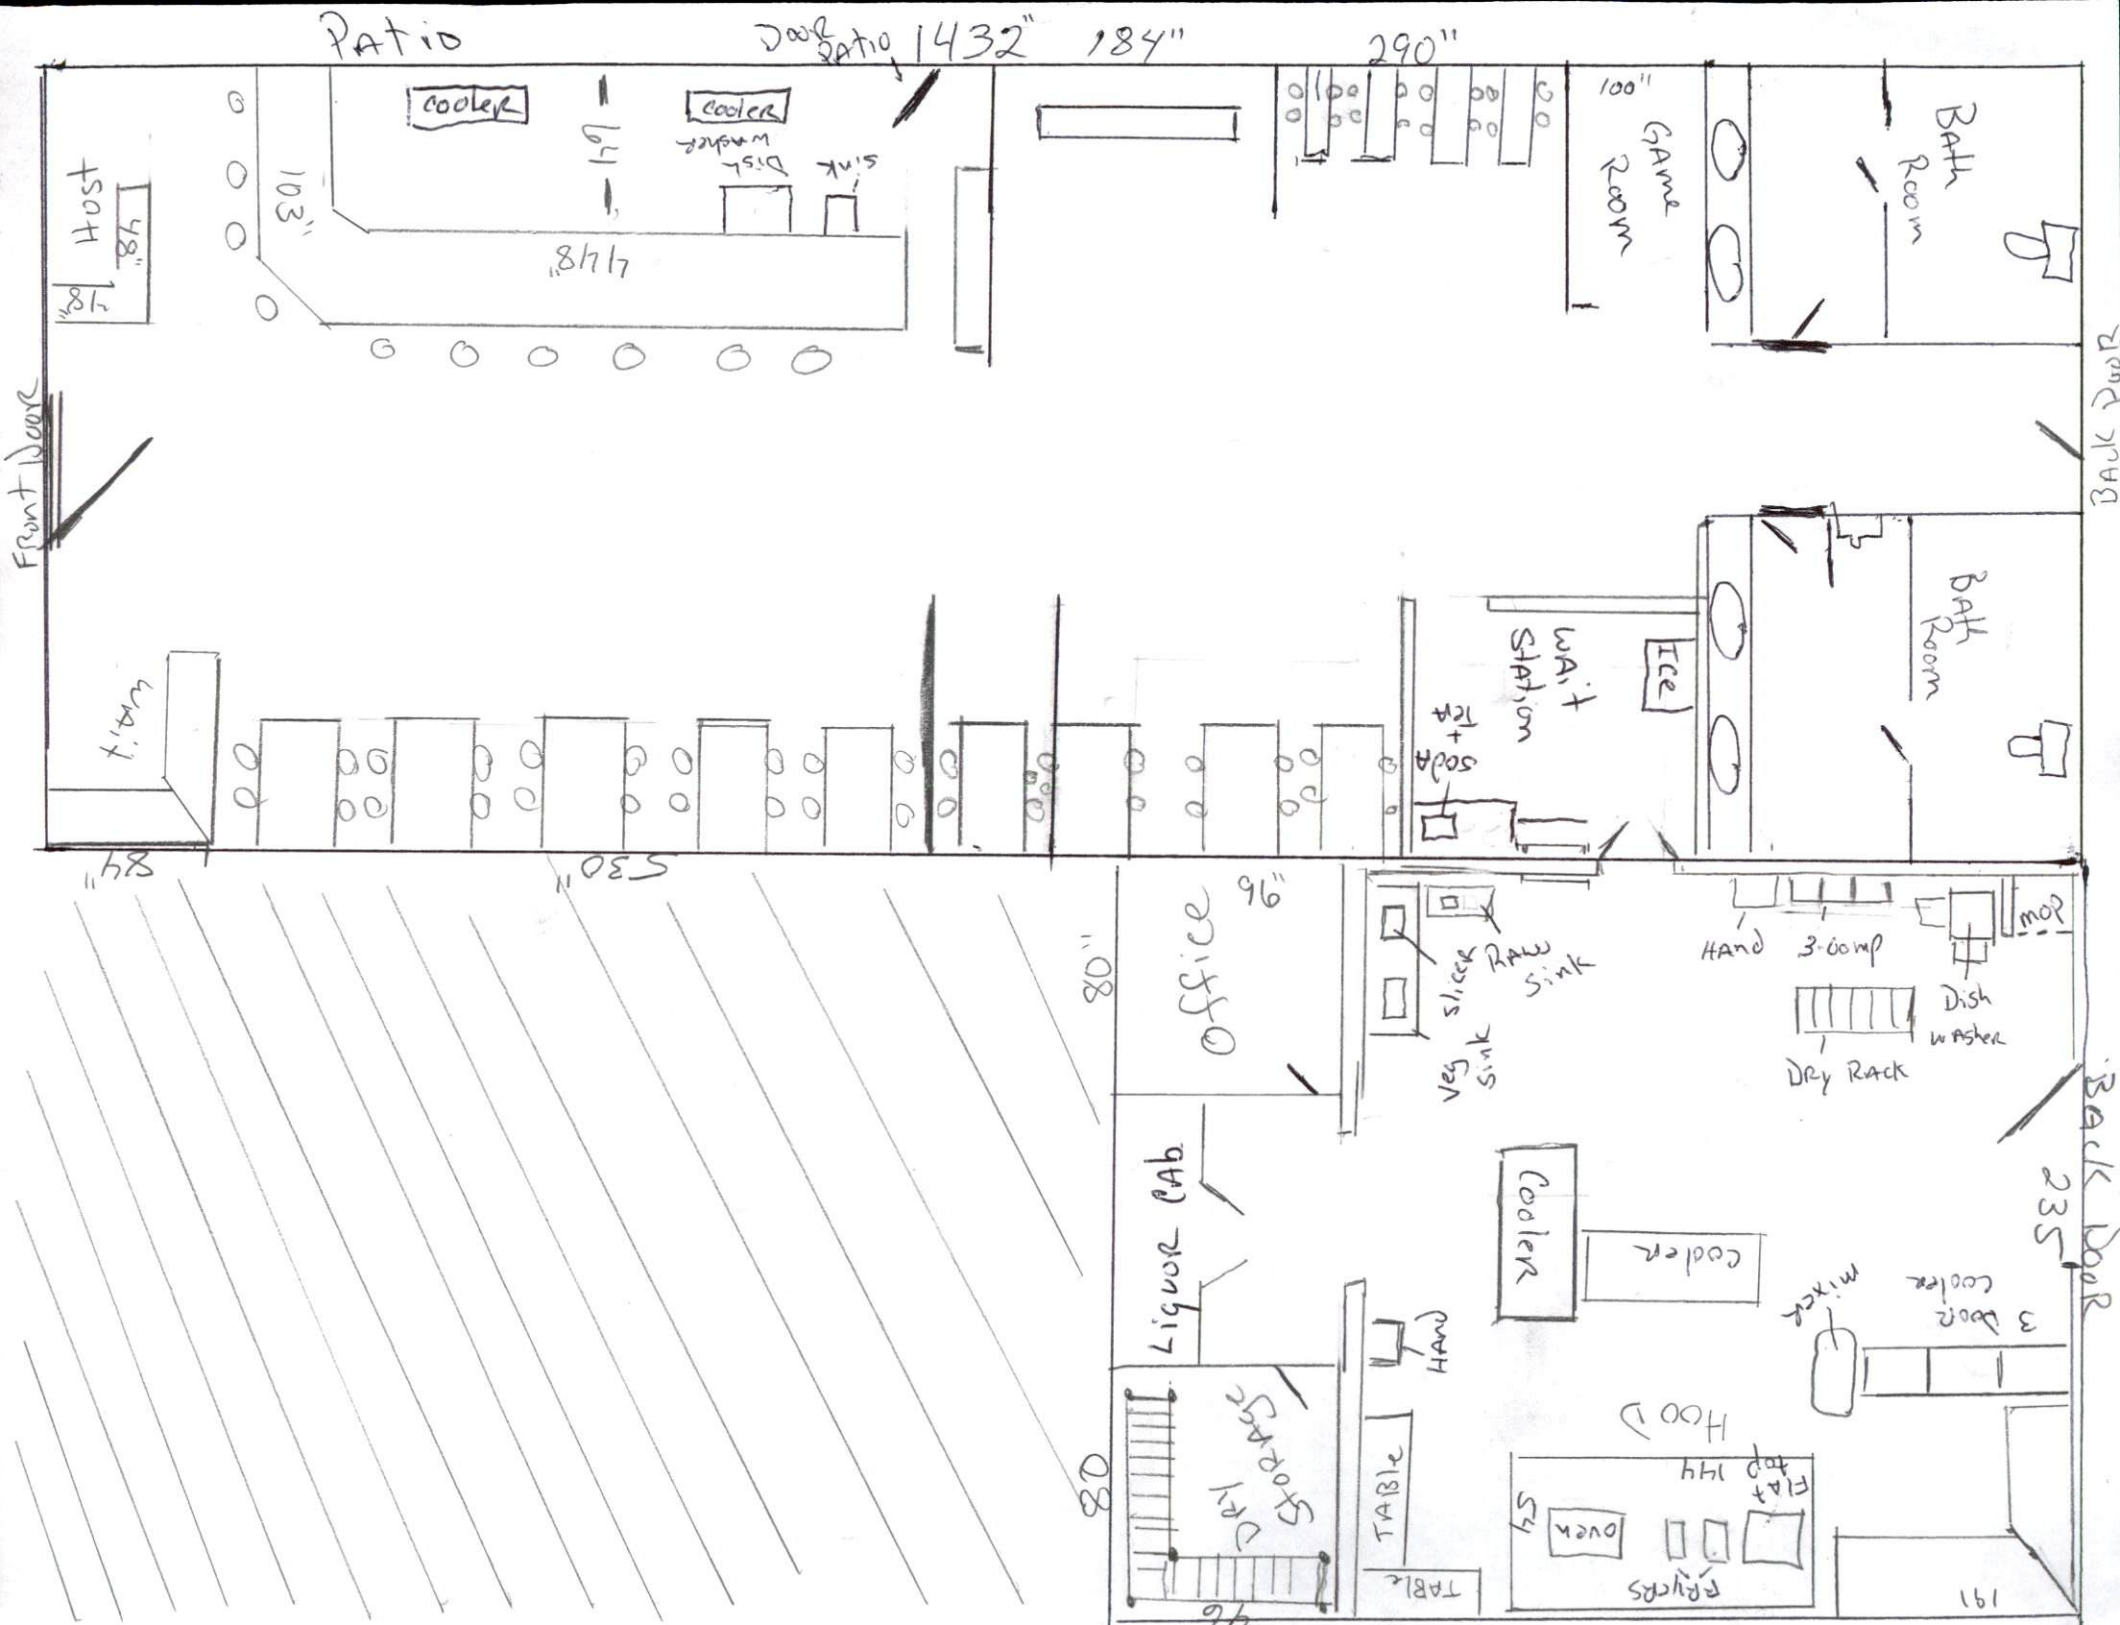 Patio
Door
Patio
1432"
184"
290"
cooler
cooler
Dish
washer
sink
164
103"
448"
Host
48"
48"
100"
Game
Room
Bath
Room
Front Door
Back Door
Wait
84"
530"
Wait
Station
Ice
Tea +
Soda
Bath
Room
Office
96"
80"
slicer
Raw
Sink
Veg
Sink
Hand
3-comp
Dish
washer
mop
Dry Rack
Back Door
235
Liquor Cab
Cooler
Cooler
mixer
3
Door
cooler
Hand
Hood
144
Flat
top
54
oven
Fryers
Table
Table
Dry
Storage
80
96
191